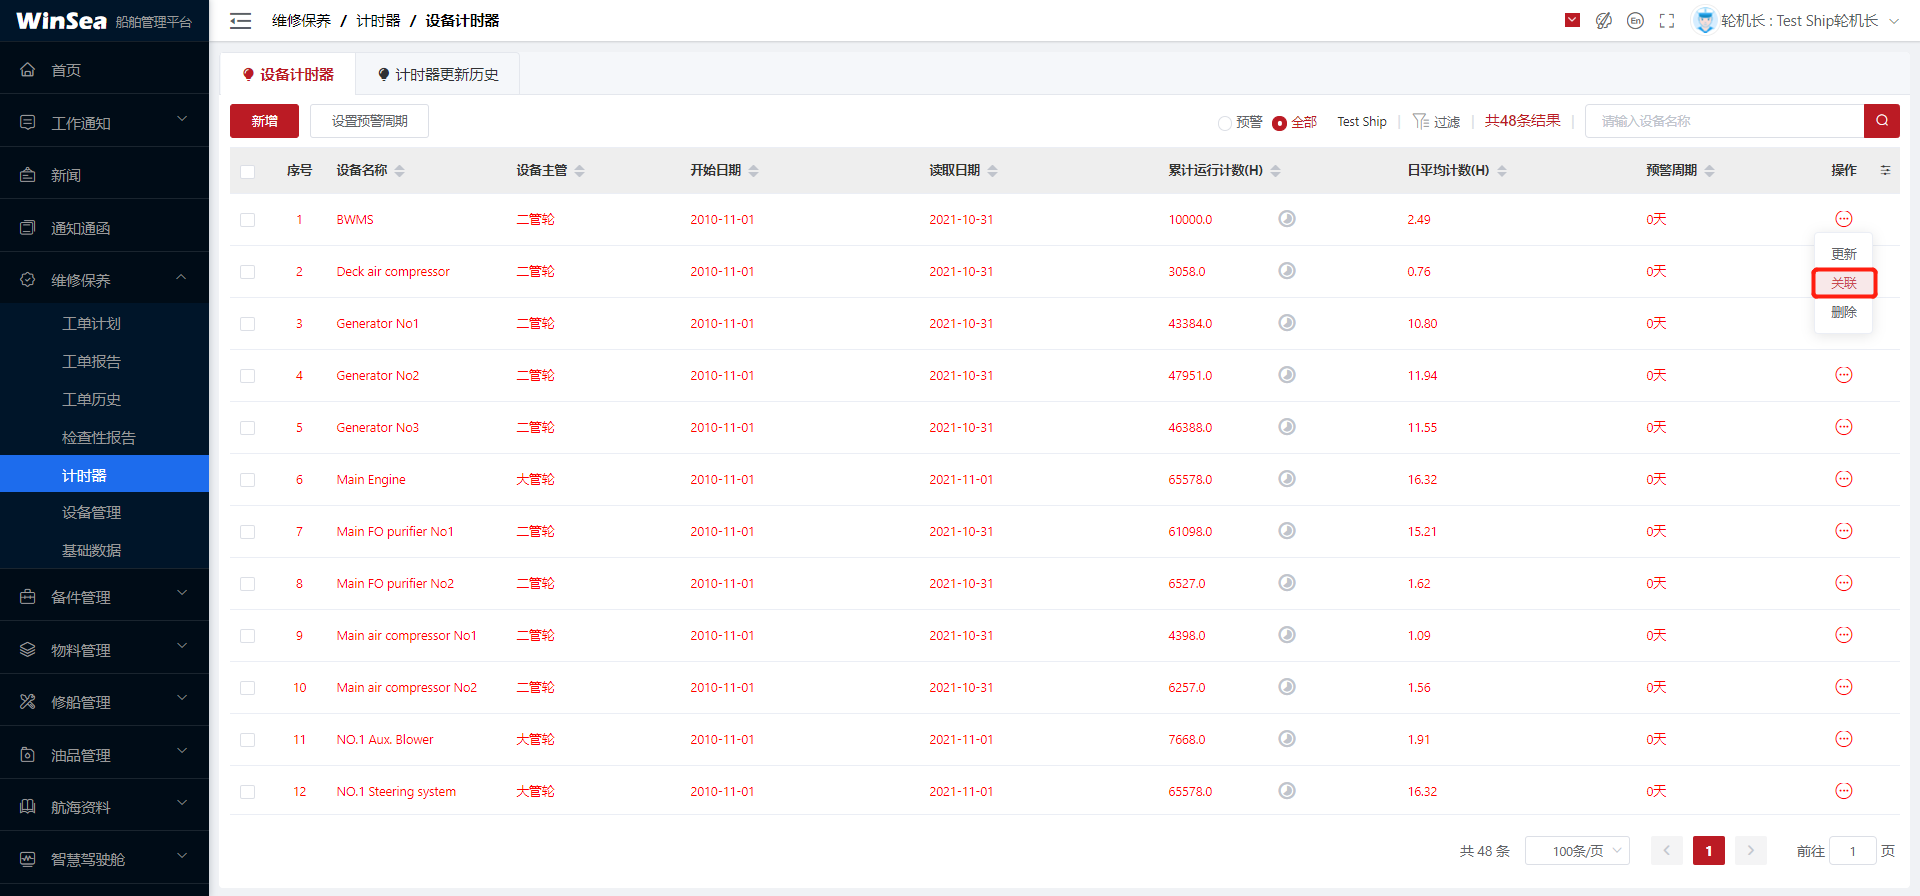 WinSea 船舶管理平台
维修保养 / 计时器 / 设备计时器
En
轮机长 : Test Ship轮机长
首页
工作通知
新闻
通知通函
维修保养
工单计划
工单报告
工单历史
检查性报告
计时器
设备管理
基础数据
备件管理
物料管理
修船管理
油品管理
航海资料
智慧驾驶舱
设备计时器
计时器更新历史
新增
设置预警周期
预警
全部
Test Ship
过滤
共48条结果
请输入设备名称
序号 设备名称 设备主管 开始日期 读取日期 累计运行计数(H) 日平均计数(H) 预警周期 操作
1 BWMS 二管轮 2010-11-01 2021-10-31 10000.0 2.49 0天
更新
关联
删除
2 Deck air compressor 二管轮 2010-11-01 2021-10-31 3058.0 0.76 0天
3 Generator No1 二管轮 2010-11-01 2021-10-31 43384.0 10.80 0天
4 Generator No2 二管轮 2010-11-01 2021-10-31 47951.0 11.94 0天
5 Generator No3 二管轮 2010-11-01 2021-10-31 46388.0 11.55 0天
6 Main Engine 大管轮 2010-11-01 2021-11-01 65578.0 16.32 0天
7 Main FO purifier No1 二管轮 2010-11-01 2021-10-31 61098.0 15.21 0天
8 Main FO purifier No2 二管轮 2010-11-01 2021-10-31 6527.0 1.62 0天
9 Main air compressor No1 二管轮 2010-11-01 2021-10-31 4398.0 1.09 0天
10 Main air compressor No2 二管轮 2010-11-01 2021-10-31 6257.0 1.56 0天
11 NO.1 Aux. Blower 大管轮 2010-11-01 2021-11-01 7668.0 1.91 0天
12 NO.1 Steering system 大管轮 2010-11-01 2021-11-01 65578.0 16.32 0天
共 48 条
100条/页
1
前往 1 页